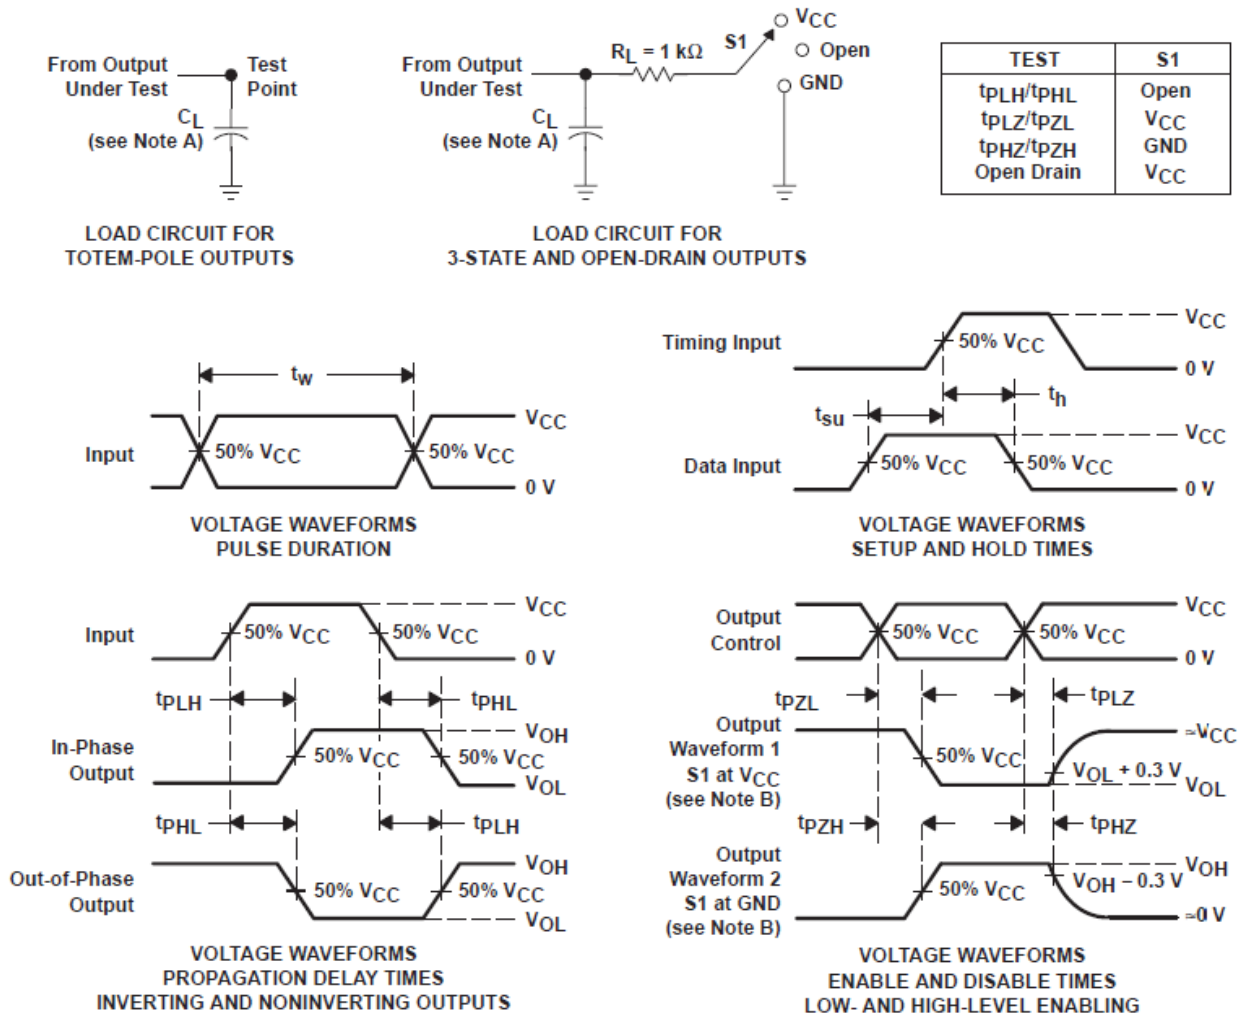 From Output
Under Test
Test
Point
CL
(see Note A)
LOAD CIRCUIT FOR
TOTEM-POLE OUTPUTS
From Output
Under Test
RL = 1 kΩ
S1
VCC
Open
GND
CL
(see Note A)
LOAD CIRCUIT FOR
3-STATE AND OPEN-DRAIN OUTPUTS
TEST S1
tPLH/tPHL Open
tPLZ/tPZL VCC
tPHZ/tPZH GND
Open Drain VCC
tw
Input
50% VCC
50% VCC
VCC
0 V
VOLTAGE WAVEFORMS
PULSE DURATION
Timing Input
50% VCC
VCC
0 V
tsu
th
Data Input
50% VCC
50% VCC
VCC
0 V
VOLTAGE WAVEFORMS
SETUP AND HOLD TIMES
Input
50% VCC
50% VCC
VCC
0 V
tPLH
tPHL
In-Phase
Output
50% VCC
50% VCC
VOH
VOL
tPHL
tPLH
Out-of-Phase
Output
50% VCC
50% VCC
VOH
VOL
VOLTAGE WAVEFORMS
PROPAGATION DELAY TIMES
INVERTING AND NONINVERTING OUTPUTS
Output
Control
50% VCC
50% VCC
VCC
0 V
tPZL
tPLZ
Output
Waveform 1
S1 at VCC
(see Note B)
50% VCC
≈VCC
VOL + 0.3 V
VOL
tPZH
tPHZ
Output
Waveform 2
S1 at GND
(see Note B)
50% VCC
VOH
VOH – 0.3 V
≈0 V
VOLTAGE WAVEFORMS
ENABLE AND DISABLE TIMES
LOW- AND HIGH-LEVEL ENABLING